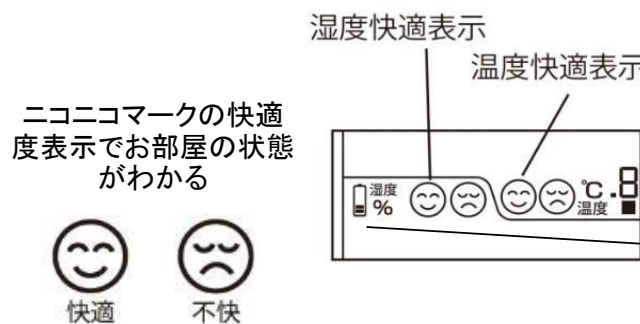 湿度快適表示
温度快適表示
ニコニコマークの快適
度表示でお部屋の状態
がわかる
湿度
%
℃
.8
温度
快適
不快